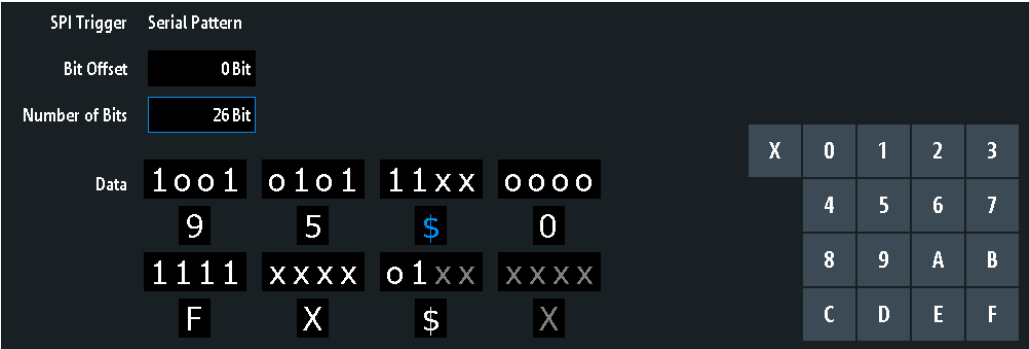 SPI Trigger Serial Pattern
Bit Offset 0 Bit
Number of Bits 26 Bit
X 0 1 2 3
Data 1oo1 o1o1 11xx oooo
4 5 6 7
9 5 $ 0
8 9 A B
1111 xxxx o1xx xxxx
F X $ X
C D E F